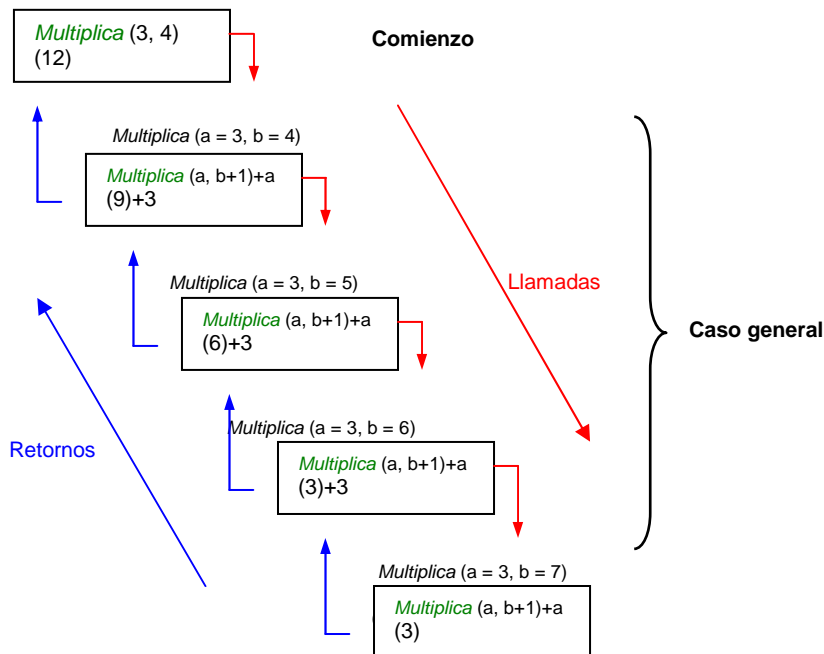 Multiplica (3, 4)
(12)
Comienzo
Multiplica (a = 3, b = 4)
Multiplica (a, b+1)+a
(9)+3
Multiplica (a = 3, b = 5)
Multiplica (a, b+1)+a
(6)+3
Llamadas
Caso general
Multiplica (a = 3, b = 6)
Retornos
Multiplica (a, b+1)+a
(3)+3
Multiplica (a = 3, b = 7)
Multiplica (a, b+1)+a
(3)